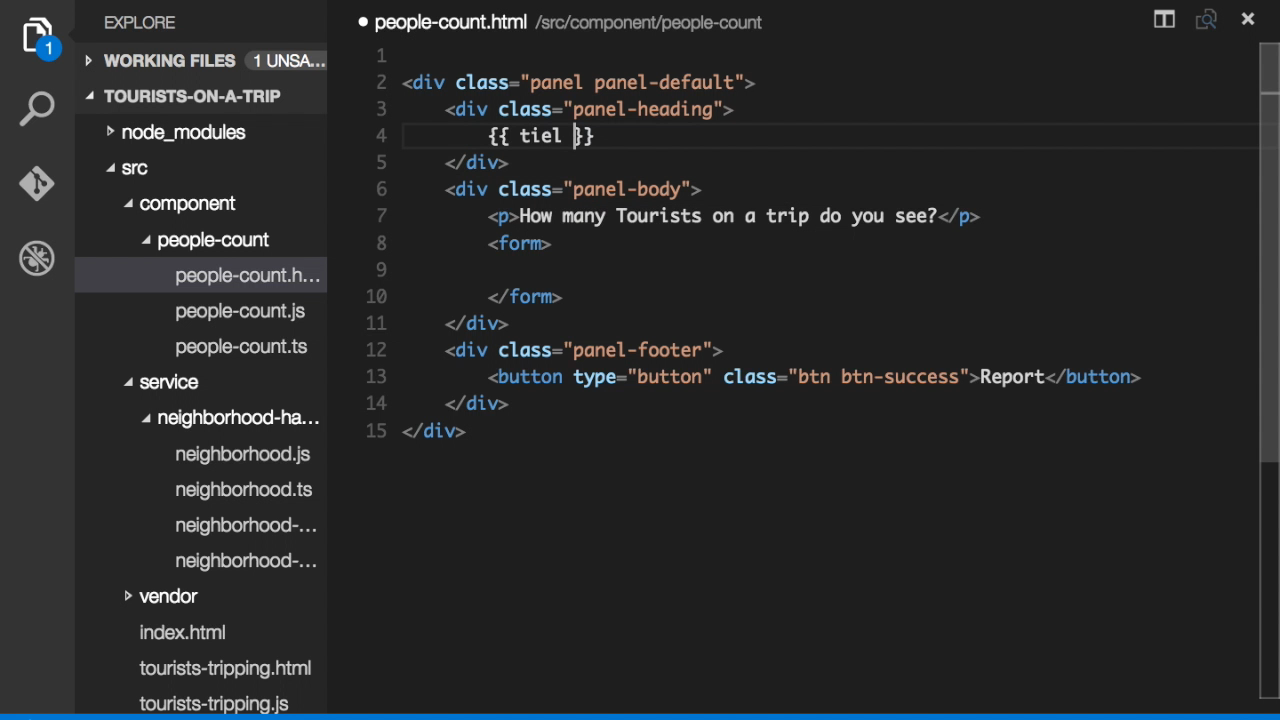 EXPLORE
1
WORKING FILES 1 UNSA...
TOURISTS-ON-A-TRIP
node_modules
src
component
people-count
people-count.h...
people-count.js
people-count.ts
service
neighborhood-ha...
neighborhood.js
neighborhood.ts
neighborhood-...
neighborhood-...
vendor
index.html
tourists-tripping.html
tourists-tripping.js
people-count.html /src/component/people-count
1
2 <div class="panel panel-default">
3 <div class="panel-heading">
4 {{ tiel }}
5 </div>
6 <div class="panel-body">
7 <p>How many Tourists on a trip do you see?</p>
8 <form>
9
10 </form>
11 </div>
12 <div class="panel-footer">
13 <button type="button" class="btn btn-success">Report</button>
14 </div>
15 </div>